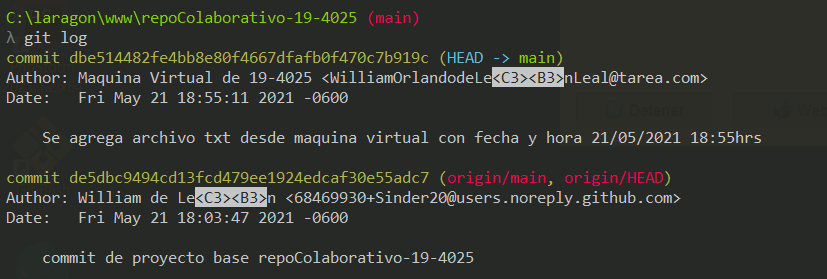 C:\laragon\www\repoColaborativo-19-4025 (main)
λ git log
commit dbe514482fe4bb8e80f4667dfafb0f470c7b919c (HEAD -> main)
Author: Maquina Virtual de 19-4025 <WilliamOrlandodeLe<C3><B3>nLeal@tarea.com>
Date:   Fri May 21 18:55:11 2021 -0600
Se agrega archivo txt desde maquina virtual con fecha y hora 21/05/2021 18:55hrs
commit de5dbc9494cd13fcd479ee1924edcaf30e55adc7 (origin/main, origin/HEAD)
Author: William de Le<C3><B3>n <68469930+Sinder20@users.noreply.github.com>
Date:   Fri May 21 18:03:47 2021 -0600
commit de proyecto base repoColaborativo-19-4025